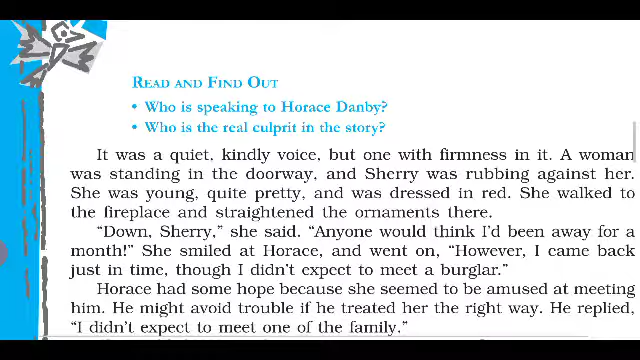 READ AND FIND OUT
• Who is speaking to Horace Danby?
• Who is the real culprit in the story?
It was a quiet, kindly voice, but one with firmness in it. A woman
was standing in the doorway, and Sherry was rubbing against her.
She was young, quite pretty, and was dressed in red. She walked to
the fireplace and straightened the ornaments there.
“Down, Sherry,” she said. “Anyone would think I’d been away for a
month!” She smiled at Horace, and went on, “However, I came back
just in time, though I didn’t expect to meet a burglar.”
Horace had some hope because she seemed to be amused at meeting
him. He might avoid trouble if he treated her the right way. He replied,
“I didn’t expect to meet one of the family.”